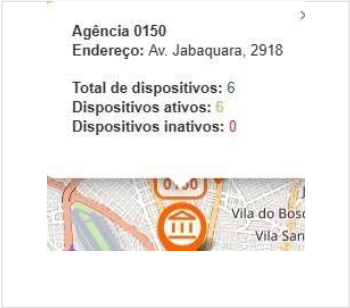 Agência 0150
Endereço: Av. Jabaquara, 2918
Total de dispositivos: 6
Dispositivos ativos: 6
Dispositivos inativos: 0
0150
Vila do Bosq
Vila San